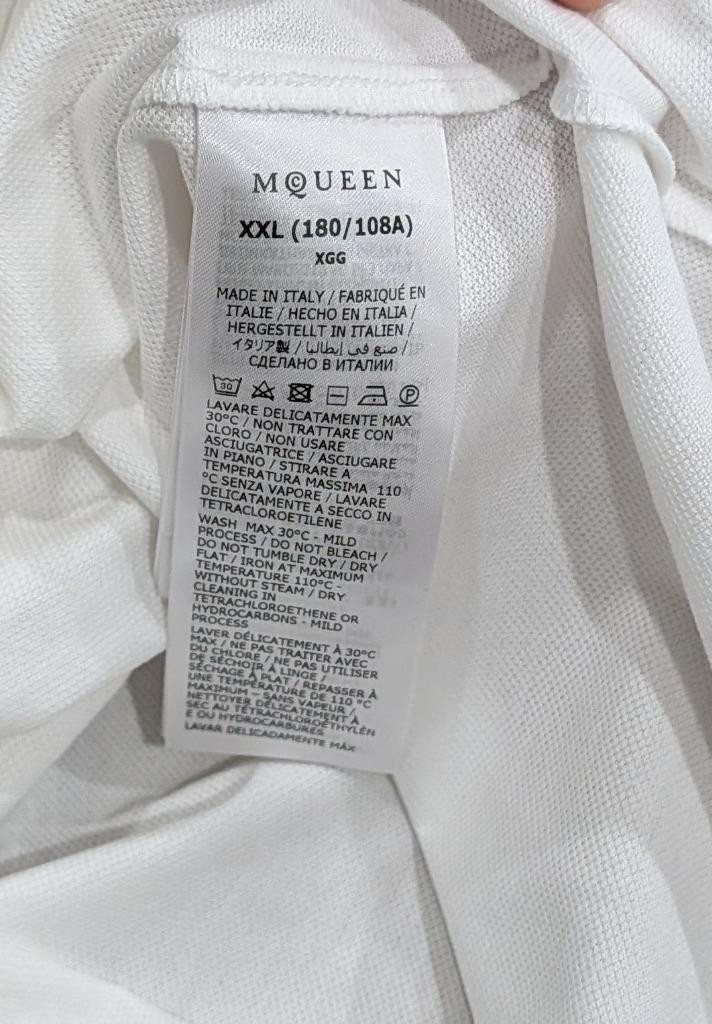 MCQUEEN
XXL (180/108A)
XGG
MADE IN ITALY / FABRIQUÉ EN
ITALIE / HECHO EN ITALIA /
HERGESTELLT IN ITALIEN /
イタリア製 / صنع في إيطاليا /
СДЕЛАНО В ИТАЛИИ
30 P
LAVARE DELICATAMENTE MAX
30°C / NON TRATTARE CON
CLORO / NON USARE
ASCIUGATRICE / ASCIUGARE
IN PIANO / STIRARE A
TEMPERATURA MASSIMA 110
°C SENZA VAPORE / LAVARE
DELICATAMENTE A SECCO IN
TETRACLOROETILENE
WASH MAX 30°C - MILD
PROCESS / DO NOT BLEACH /
DO NOT TUMBLE DRY / DRY
FLAT / IRON AT MAXIMUM
TEMPERATURE 110°C -
WITHOUT STEAM / DRY
CLEANING IN
TETRACHLOROETHENE OR
HYDROCARBONS - MILD
PROCESS
LAVER DÉLICATEMENT À 30°C
MAX / NE PAS TRAITER AVEC
DU CHLORE / NE PAS UTILISER
DE SÉCHOIR À LINGE /
SÉCHAGE À PLAT / REPASSER À
UNE TEMPÉRATURE DE 110 °C
MAXIMUM - SANS VAPEUR /
NETTOYER DÉLICATEMENT À
SEC AU TÉTRACHLOROÉTHYLÈN
E OU HYDROCARBURES
LAVAR DELICADAMENTE MÁX